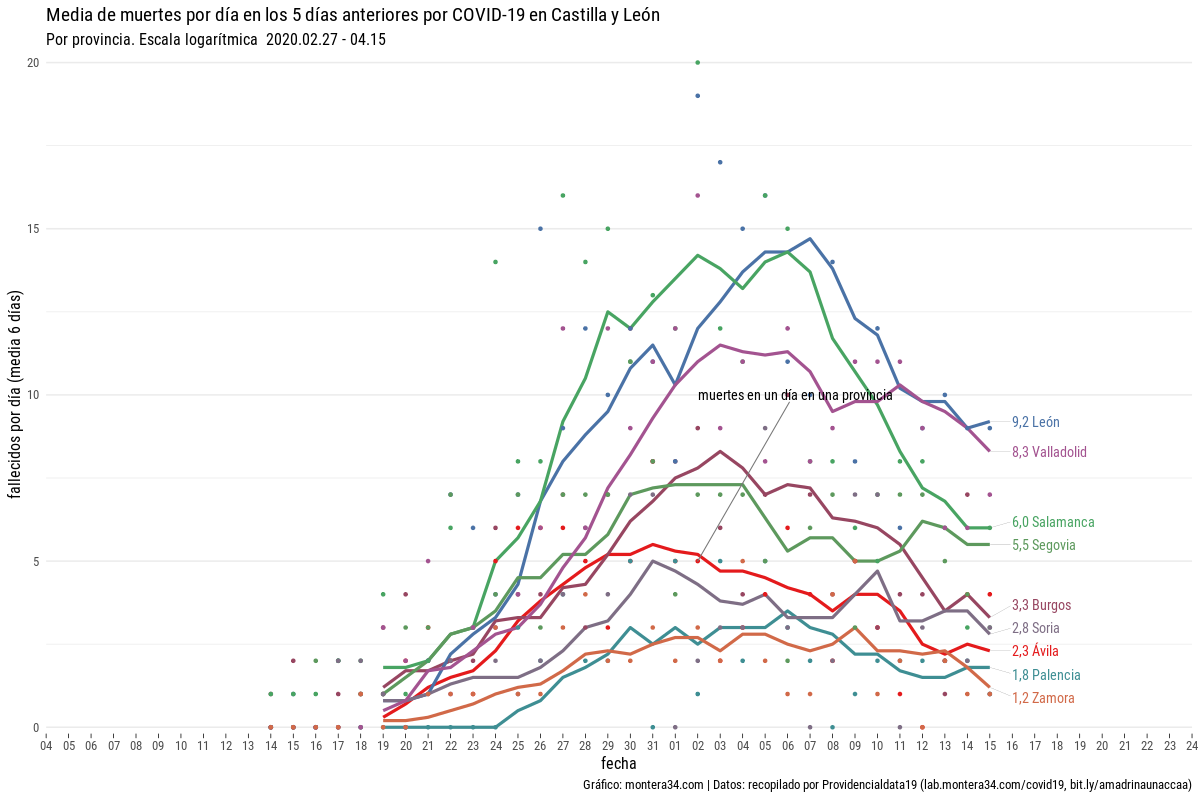 Media de muertes por día en los 5 días anteriores por COVID-19 en Castilla y León
Por provincia. Escala logarítmica 2020.02.27 - 04.15
fallecidos por día (media 6 días)
20
15
10
5
0
muertes en un día en una provincia
9,2 León
8,3 Valladolid
6,0 Salamanca
5,5 Segovia
3,3 Burgos
2,8 Soria
2,3 Ávila
1,8 Palencia
1,2 Zamora
04 05 06 07 08 09 10 11 12 13 14 15 16 17 18 19 20 21 22 23 24 25 26 27 28 29 30 31 01 02 03 04 05 06 07 08 09 10 11 12 13 14 15 16 17 18 19 20 21 22 23 24
fecha
Gráfico: montera34.com | Datos: recopilado por Providencialdata19 (lab.montera34.com/covid19, bit.ly/amadrinaunaccaa)